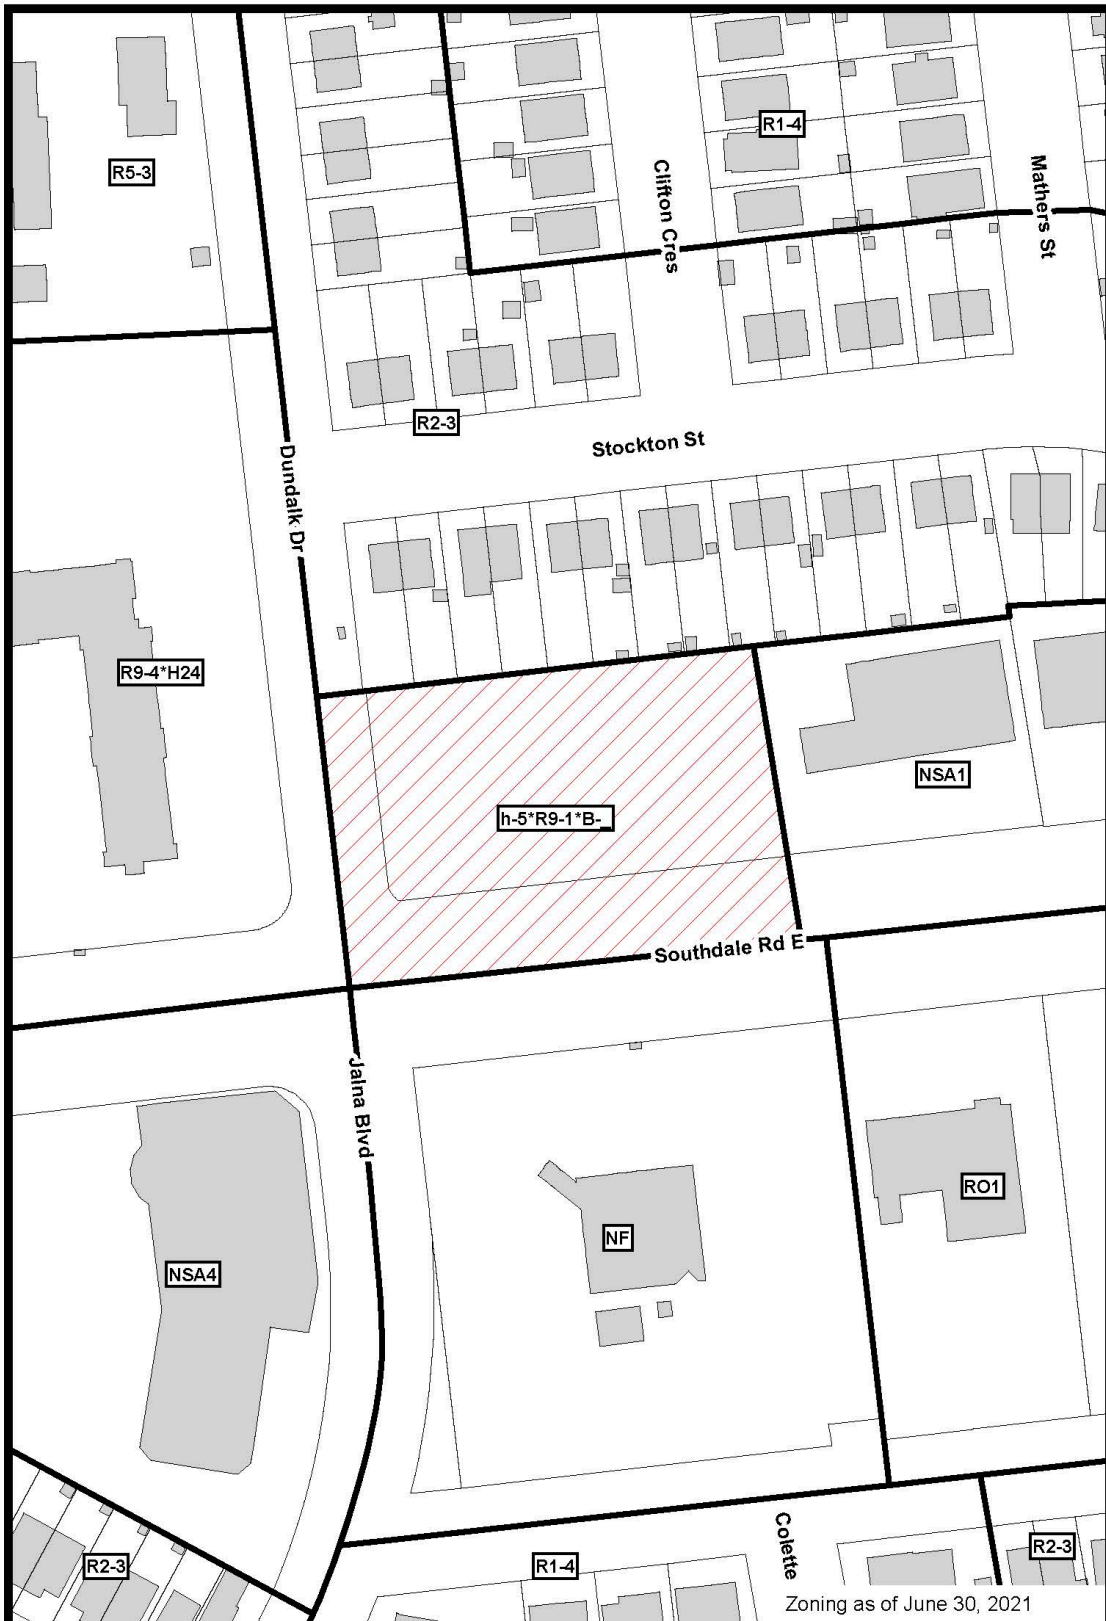 R1-4
R5-3
Clifton Cres
Mathers St
R2-3
Stockton St
Dundalk Dr
R9-4*H24
NSA1
h-5*R9-1*B-_
Southdale Rd E
Jalna Blvd
RO1
NF
NSA4
Colette
R2-3
R1-4
R2-3
Zoning as of June 30, 2021